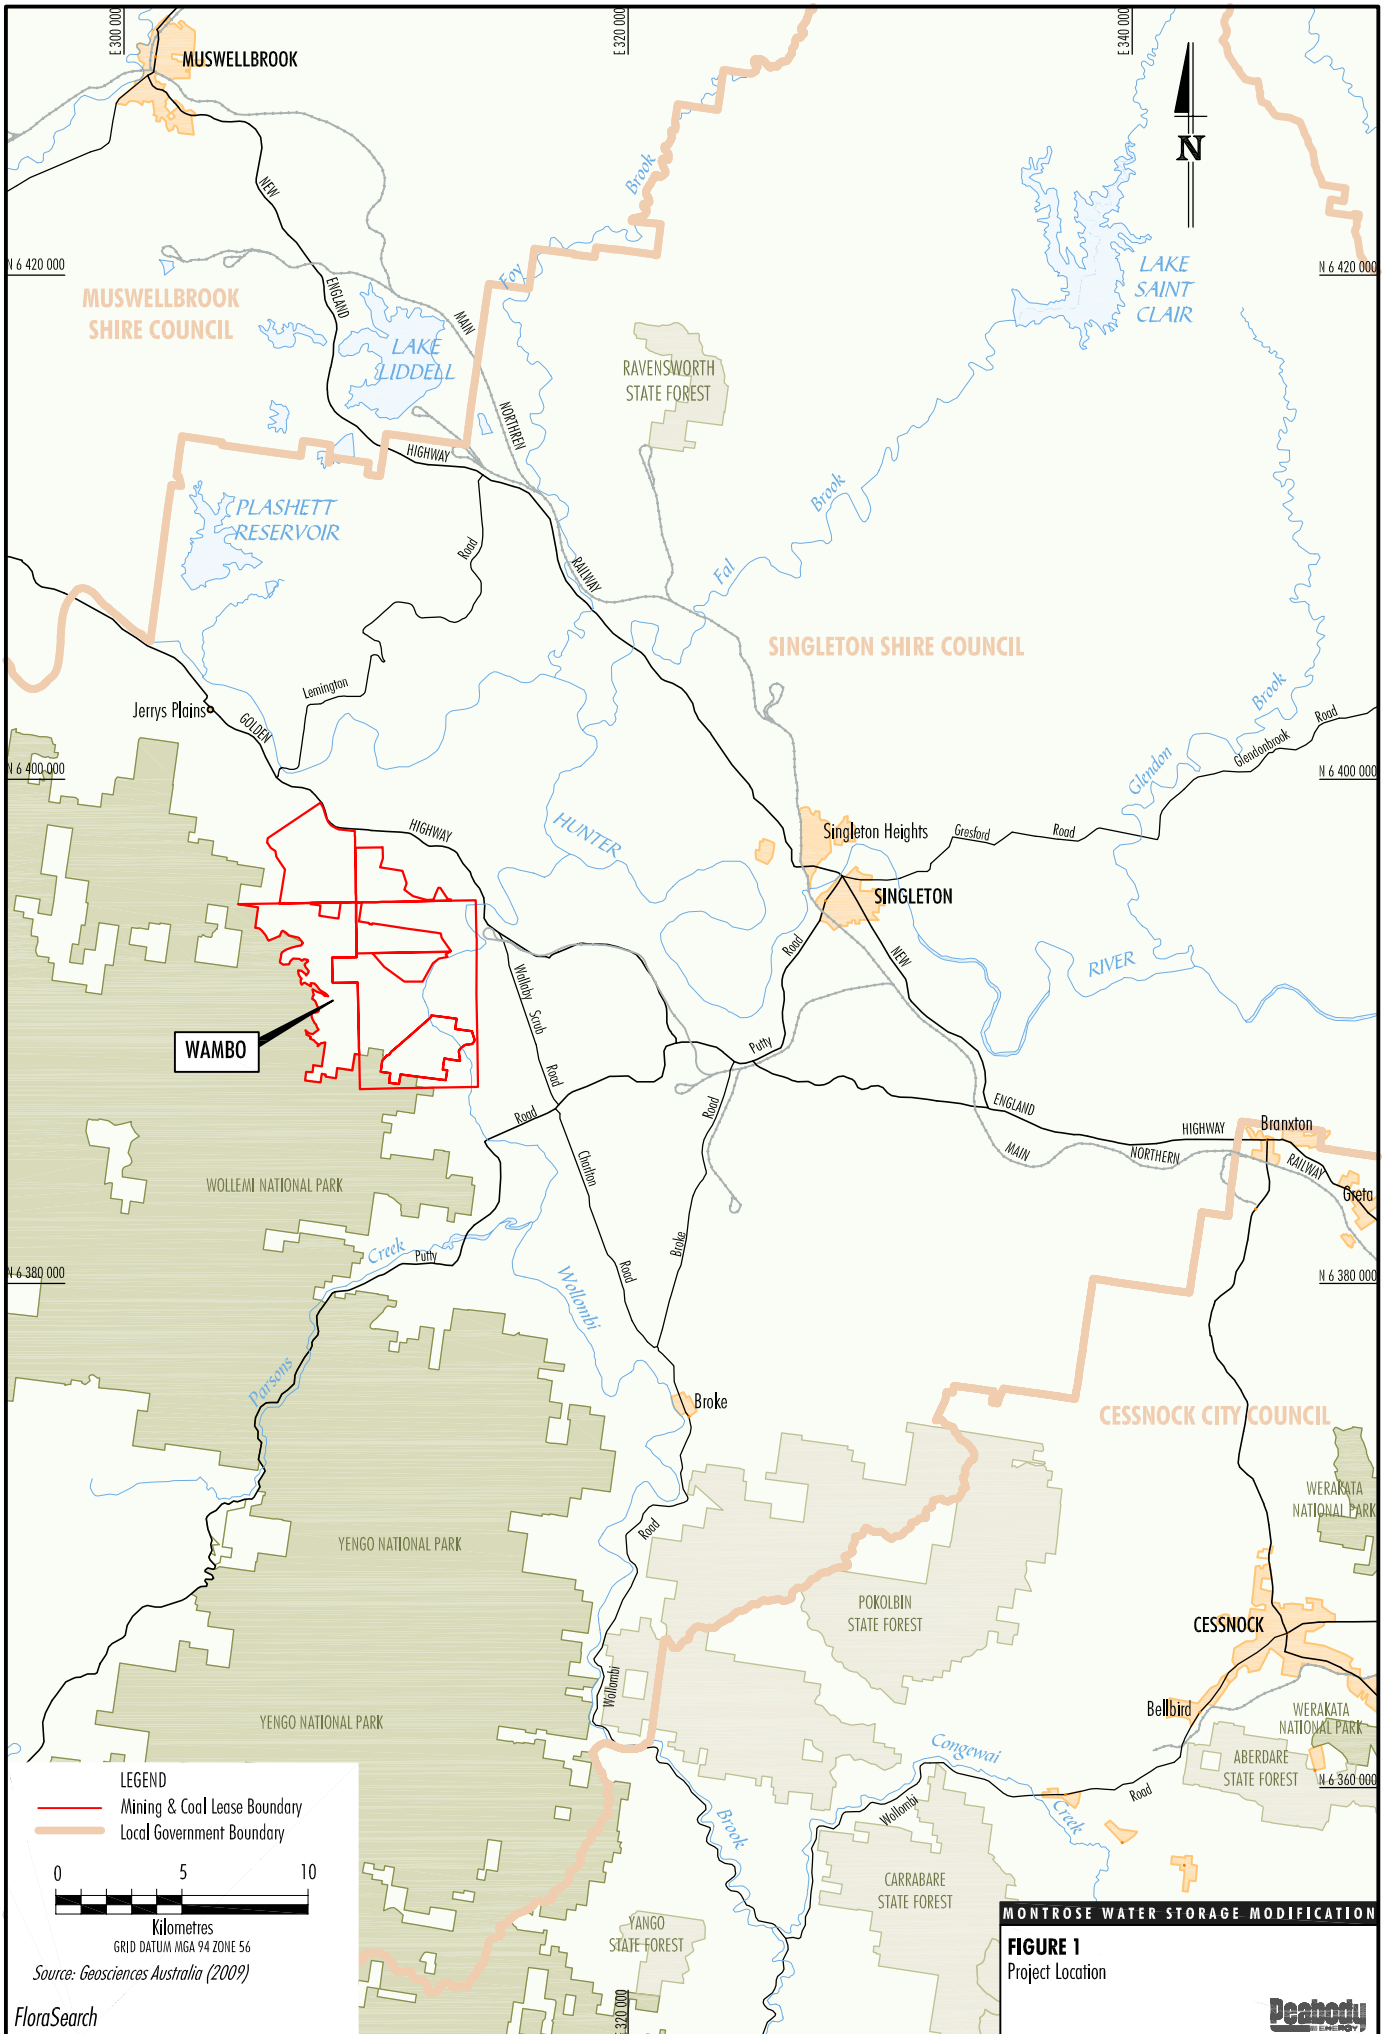 E 300 000
E 320 000
E 340 000
MUSWELLBROOK
N
NEW
Brook
N 6 420 000
N 6 420 000
Foy
LAKE
SAINT
CLAIR
MUSWELLBROOK
SHIRE COUNCIL
ENGLAND
MAIN
LAKE
LIDDELL
RAVENSWORTH
STATE FOREST
NORTHREN
HIGHWAY
PLASHETT
RESERVOIR
Brook
Road
Fal
RAILWAY
SINGLETON SHIRE COUNCIL
Lemington
Brook
Jerrys Plains
GOLDEN
Road
Glendonbrook
Glendon
N 6 400 000
N 6 400 000
HIGHWAY
HUNTER
Singleton Heights
Gresford
Road
SINGLETON
Road
NEW
RIVER
Wallaby
Scrub
Road
WAMBO
Putty
Road
Road
ENGLAND
HIGHWAY
Branxton
MAIN
NORTHERN
RAILWAY
Greta
Charlton
WOLLEMI NATIONAL PARK
Creek
Putty
Broke
Road
N 6 380 000
N 6 380 000
Wollombi
Parsons
Broke
CESSNOCK CITY COUNCIL
WERAKATA
NATIONAL PARK
Road
YENGO NATIONAL PARK
POKOLBIN
STATE FOREST
CESSNOCK
Wollombi
Bellbird
WERAKATA
NATIONAL PARK
YENGO NATIONAL PARK
Congewai
ABERDARE
STATE FOREST
N 6 360 000
Road
Wollombi
Creek
Brook
CARRABARE
STATE FOREST
YANGO
STATE FOREST
E 320 000
LEGEND
Mining & Coal Lease Boundary
Local Government Boundary
0 5 10
Kilometres
GRID DATUM MGA 94 ZONE 56
Source: Geosciences Australia (2009)
FloraSearch
MONTROSE WATER STORAGE MODIFICATION
FIGURE 1
Project Location
Peabody
ENERGY